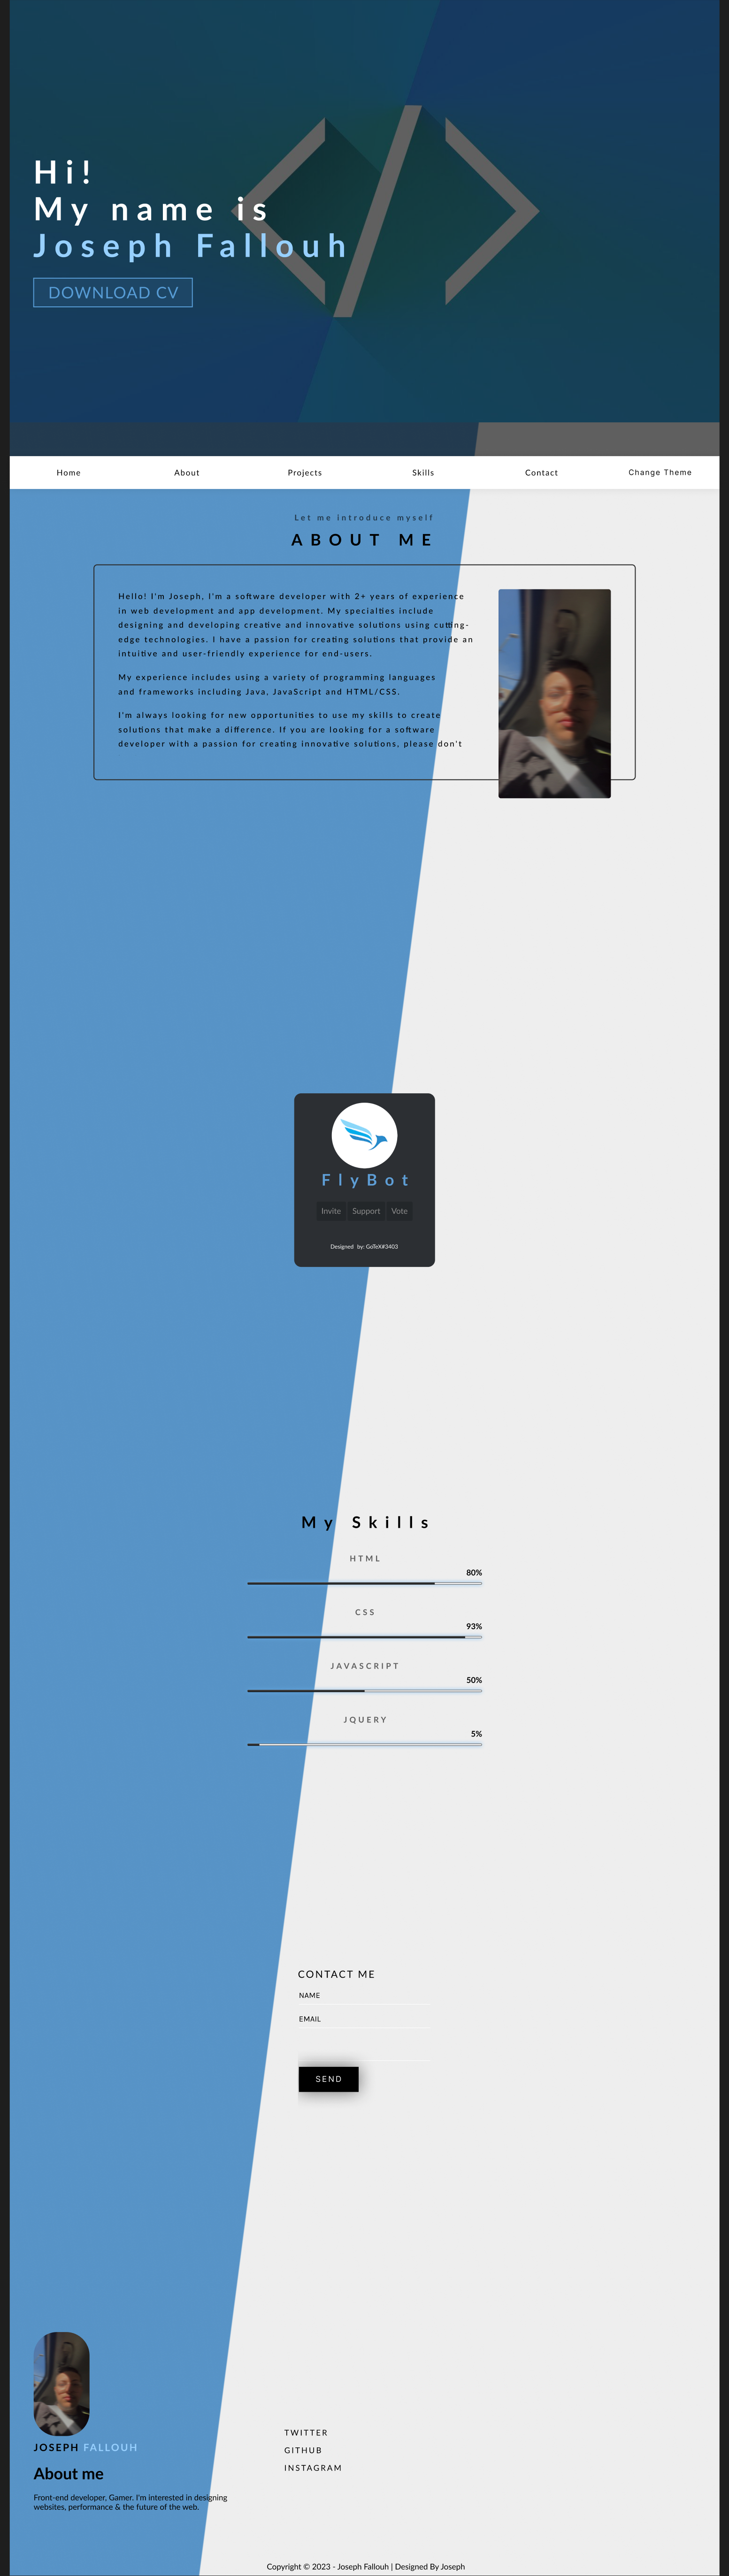 Hi!
My name is
Joseph Fallouh
DOWNLOAD CV
Home
About
Projects
Skills
Contact
Change Theme
Let me introduce myself
ABOUT ME
Hello! I'm Joseph, I'm a software developer with 2+ years of experience
in web development and app development. My specialties include
designing and developing creative and innovative solutions using cutting-
edge technologies. I have a passion for creating solutions that provide an
intuitive and user-friendly experience for end-users.
My experience includes using a variety of programming languages
and frameworks including Java, JavaScript and HTML/CSS.
I'm always looking for new opportunities to use my skills to create
solutions that make a difference. If you are looking for a software
developer with a passion for creating innovative solutions, please don't
FlyBot
Invite
Support
Vote
Designed by: GoTeX#3403
My Skills
HTML
80%
CSS
93%
JAVASCRIPT
50%
JQUERY
5%
CONTACT ME
NAME
EMAIL
SEND
JOSEPH FALLOUH
About me
Front-end developer, Gamer. I'm interested in designing
websites, performance & the future of the web.
TWITTER
GITHUB
INSTAGRAM
Copyright © 2023 - Joseph Fallouh | Designed By Joseph